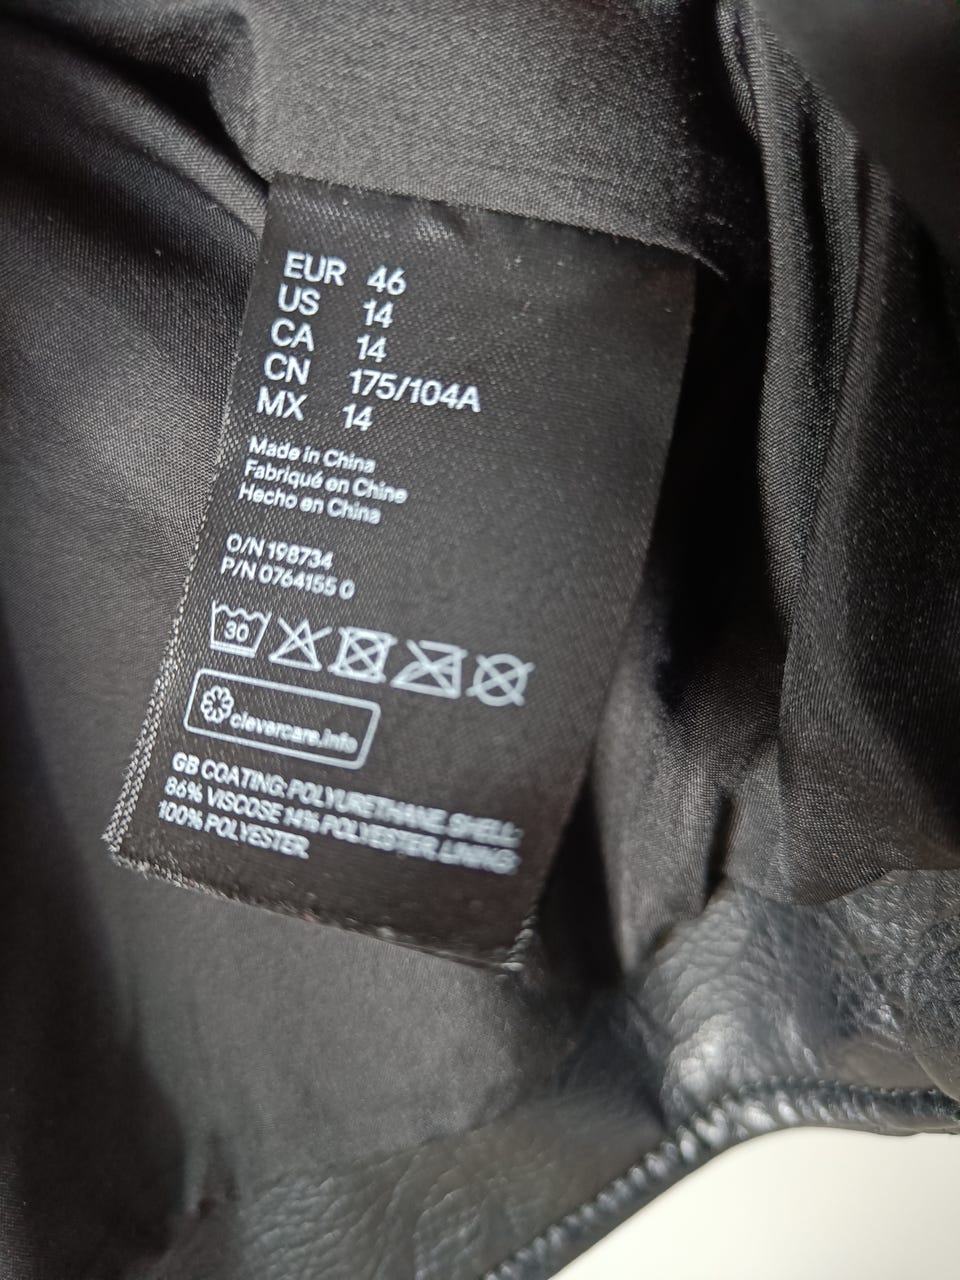 EUR 46
US 14
CA 14
CN 175/104A
MX 14
Made in China
Fabriqué en Chine
Hecho en China
O/N 198734
P/N 0764155 0
30
clevercare.info
GB COATING: POLYURETHANE. SHELL:
86% VISCOSE 14% POLYESTER. LINING:
100% POLYESTER.